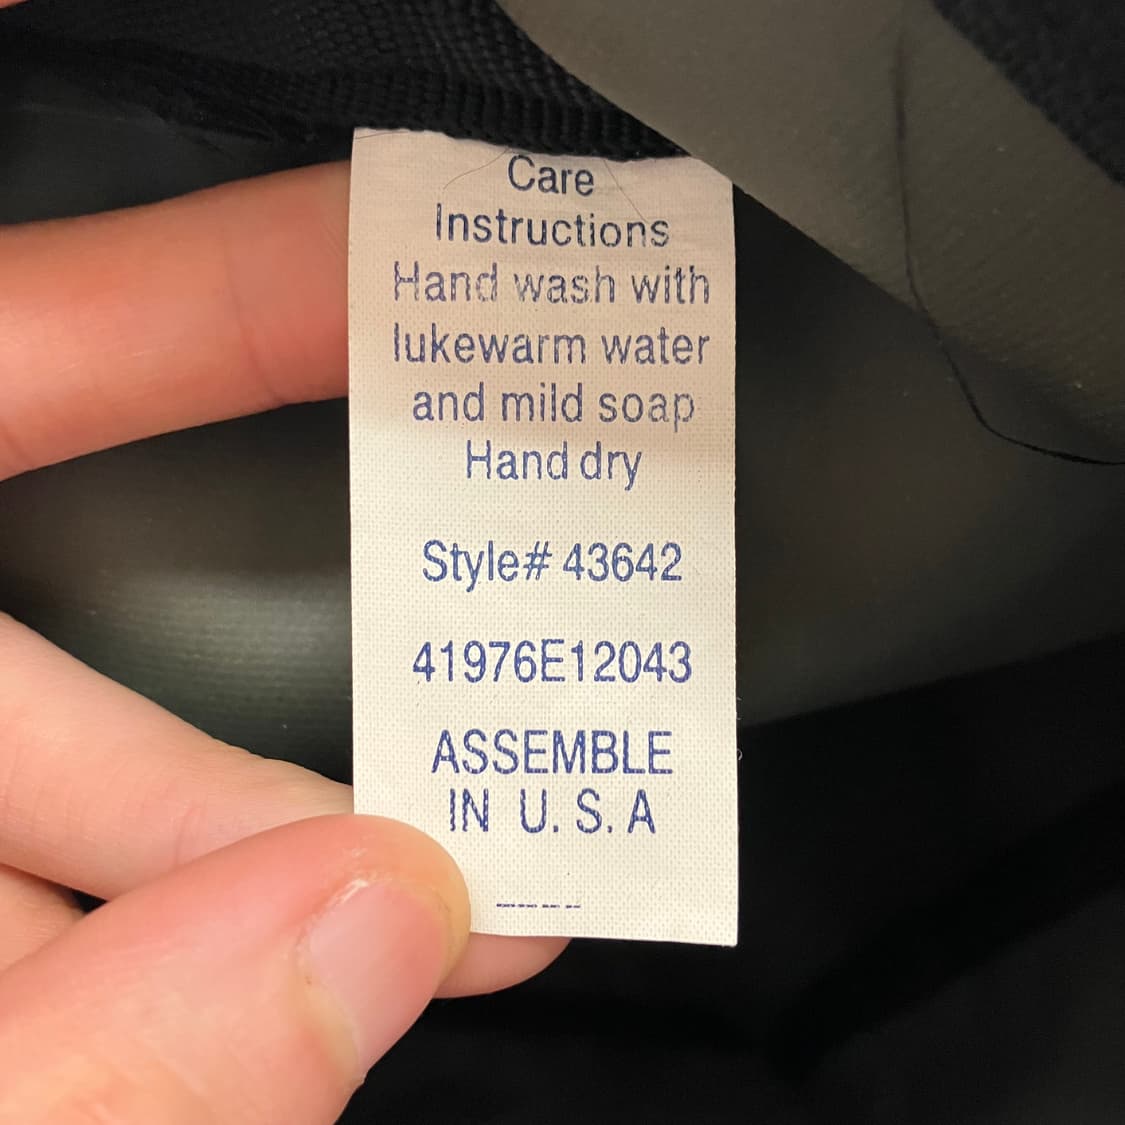 Care
Instructions
Hand wash with
lukewarm water
and mild soap
Hand dry
Style# 43642
41976E12043
ASSEMBLE
IN U. S. A